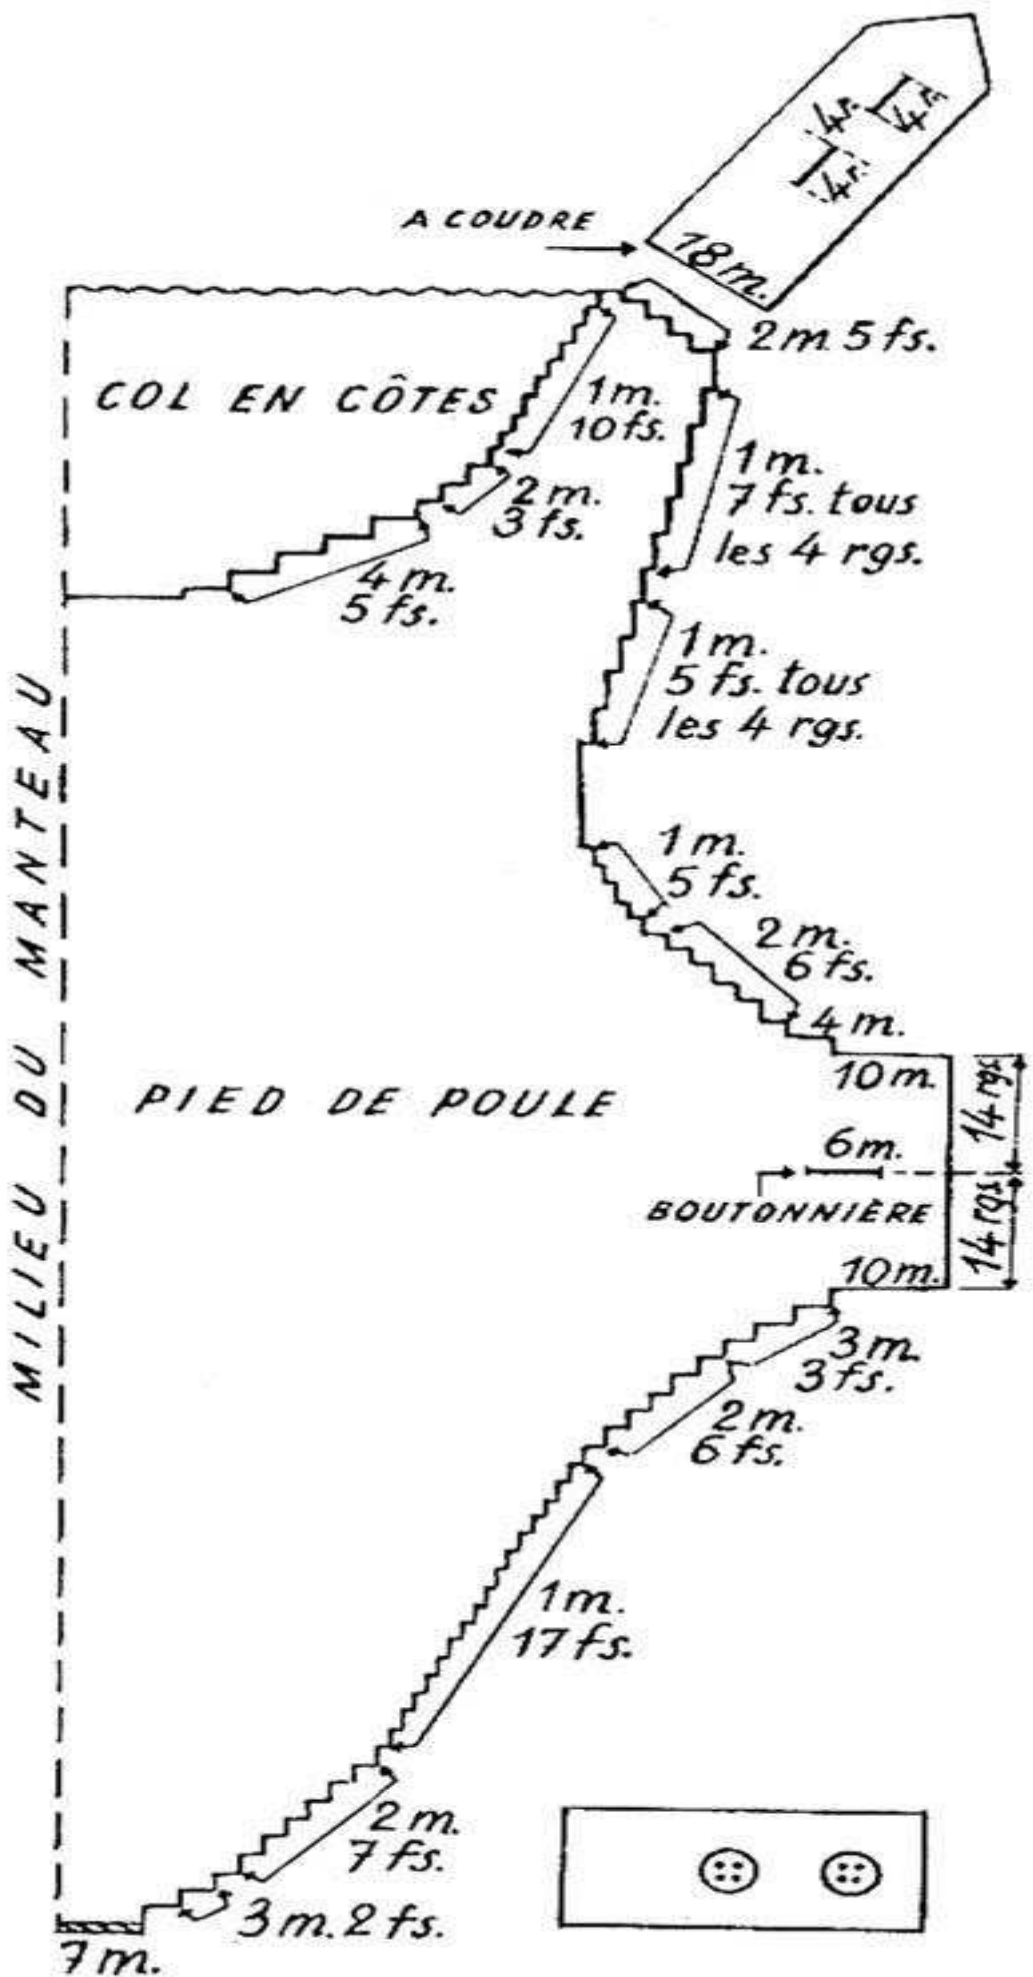 4r.
4r.
4r.
A COUDRE
18 m.
2 m 5 fs.
COL EN CÔTES
1 m.
10 fs.
2 m.
3 fs.
4 m.
5 fs.
1 m.
7 fs. tous
les 4 rgs.
1 m.
5 fs. tous
les 4 rgs.
1 m.
5 fs.
2 m.
6 fs.
4 m.
10 m.
14 rgs.
MILIEU DU MANTEAU
PIED DE POULE
6 m.
BOUTONNIÈRE
14 rgs.
10 m.
3 m.
3 fs.
2 m.
6 fs.
1 m.
17 fs.
2 m.
7 fs.
3 m. 2 fs.
7 m.